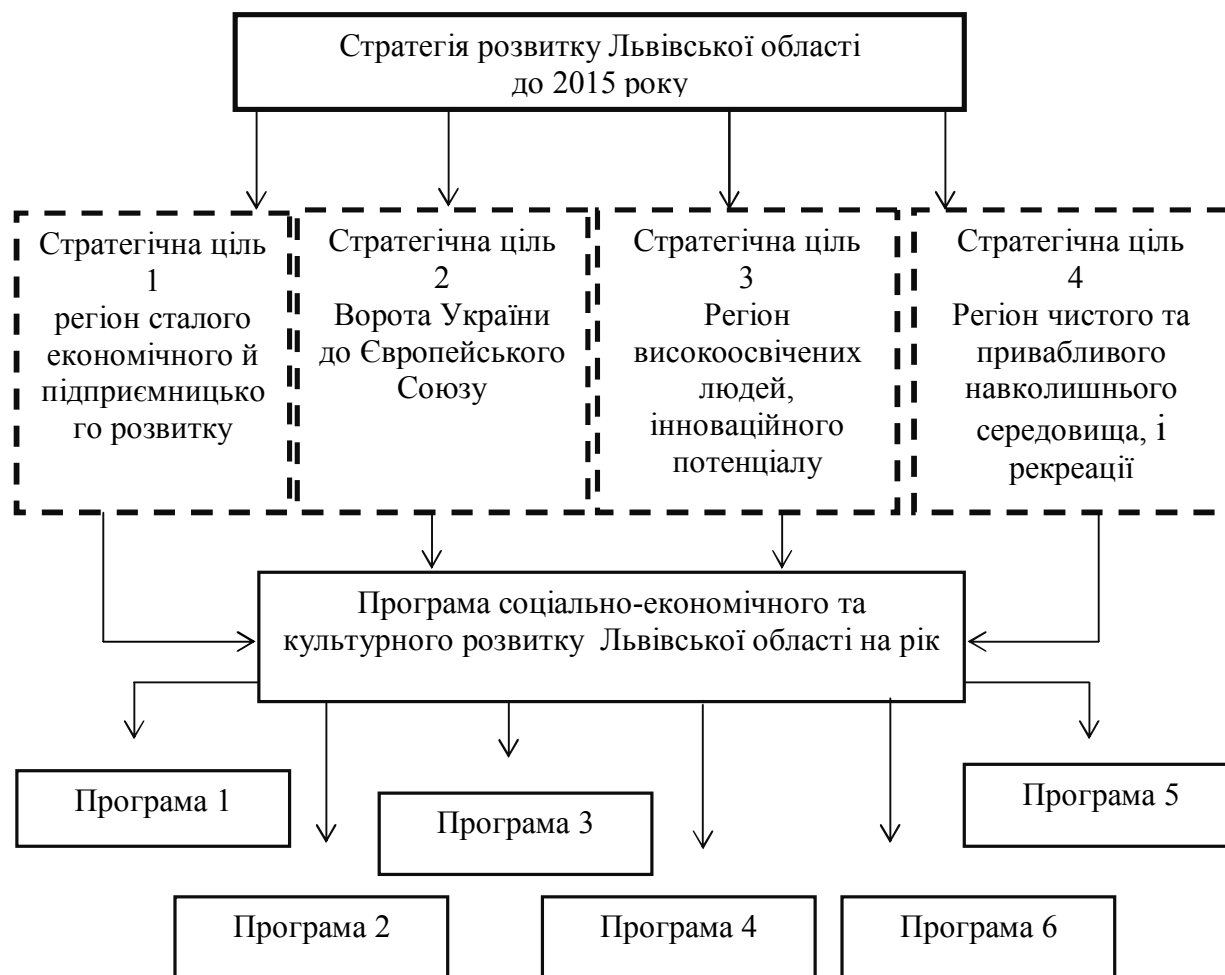 Стратегія розвитку Львівської області
до 2015 року
Стратегічна ціль
1
регіон сталого
економічного й
підприємницько
го розвитку
Стратегічна ціль
2
Ворота України
до Європейського
Союзу
Стратегічна ціль
3
Регіон
високоосвічених
людей,
інноваційного
потенціалу
Стратегічна ціль
4
Регіон чистого та
привабливого
навколишнього
середовища, і
рекреації
Програма соціально-економічного та
культурного розвитку Львівської області на рік
Програма 1
Програма 3
Програма 5
Програма 2
Програма 4
Програма 6